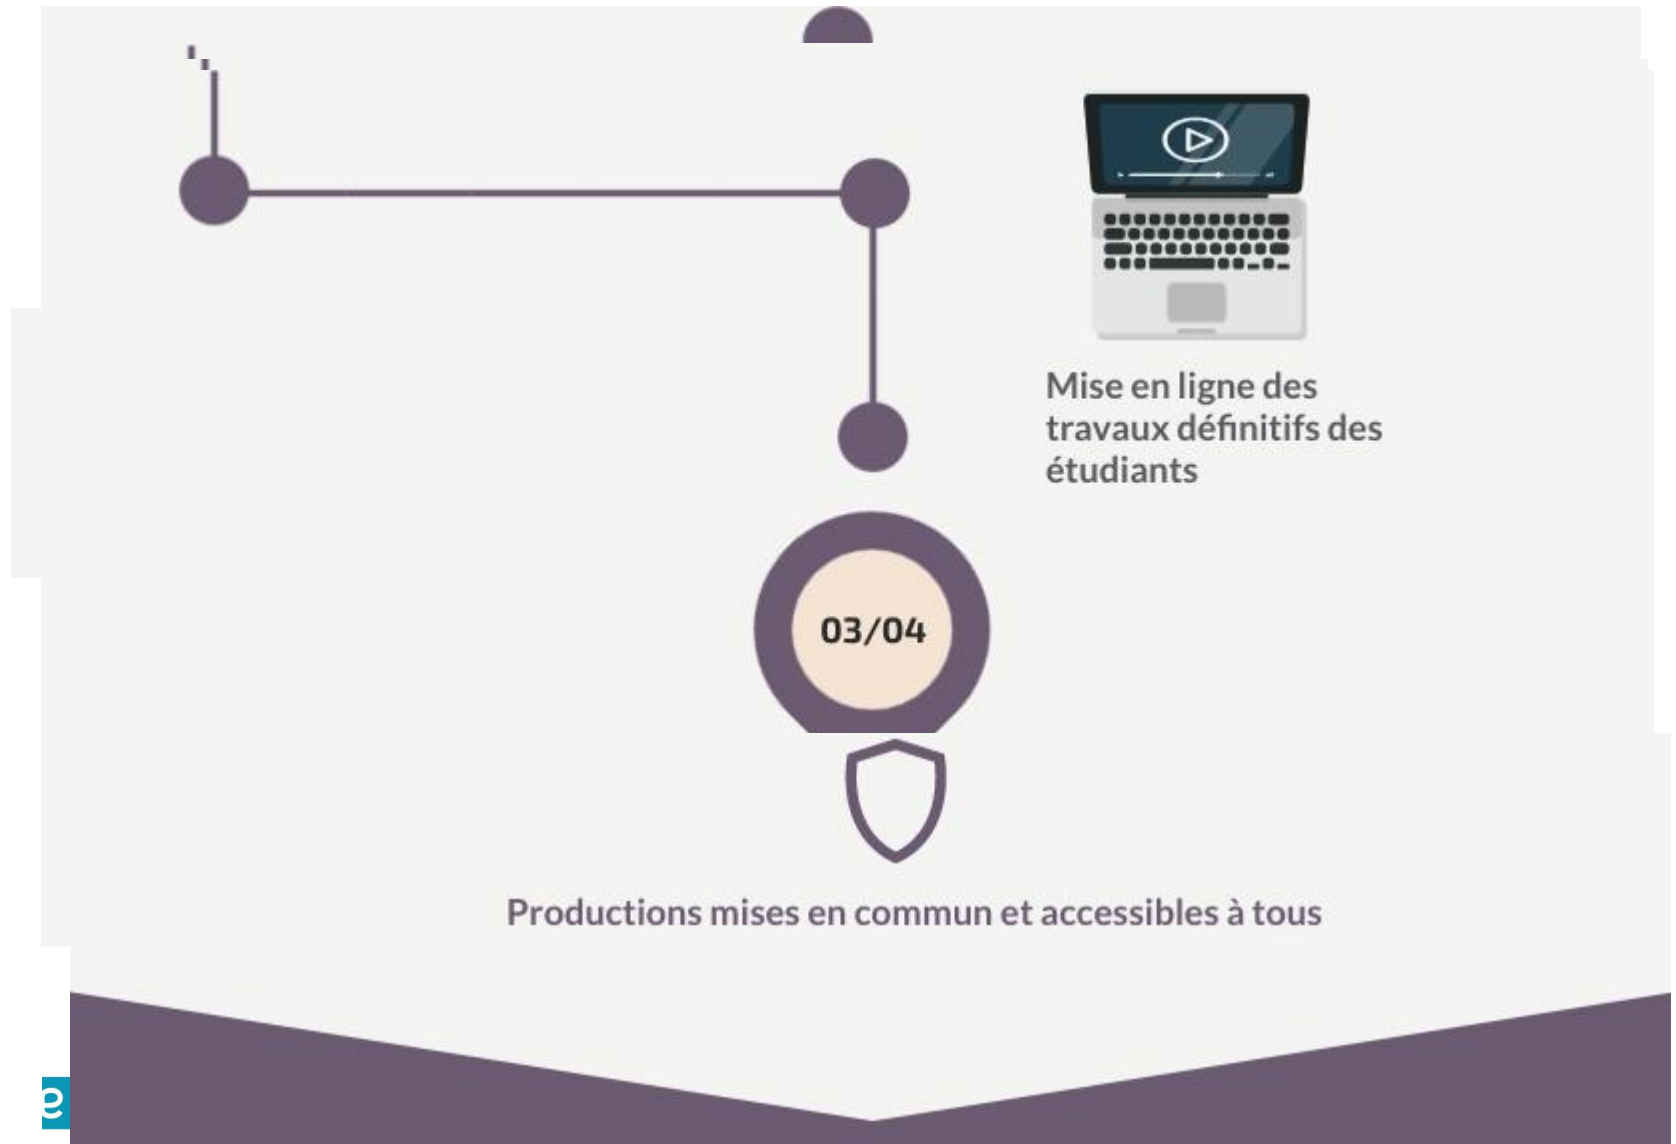 Mise en ligne des
travaux définitifs des
étudiants
03/04
Productions mises en commun et accessibles à tous